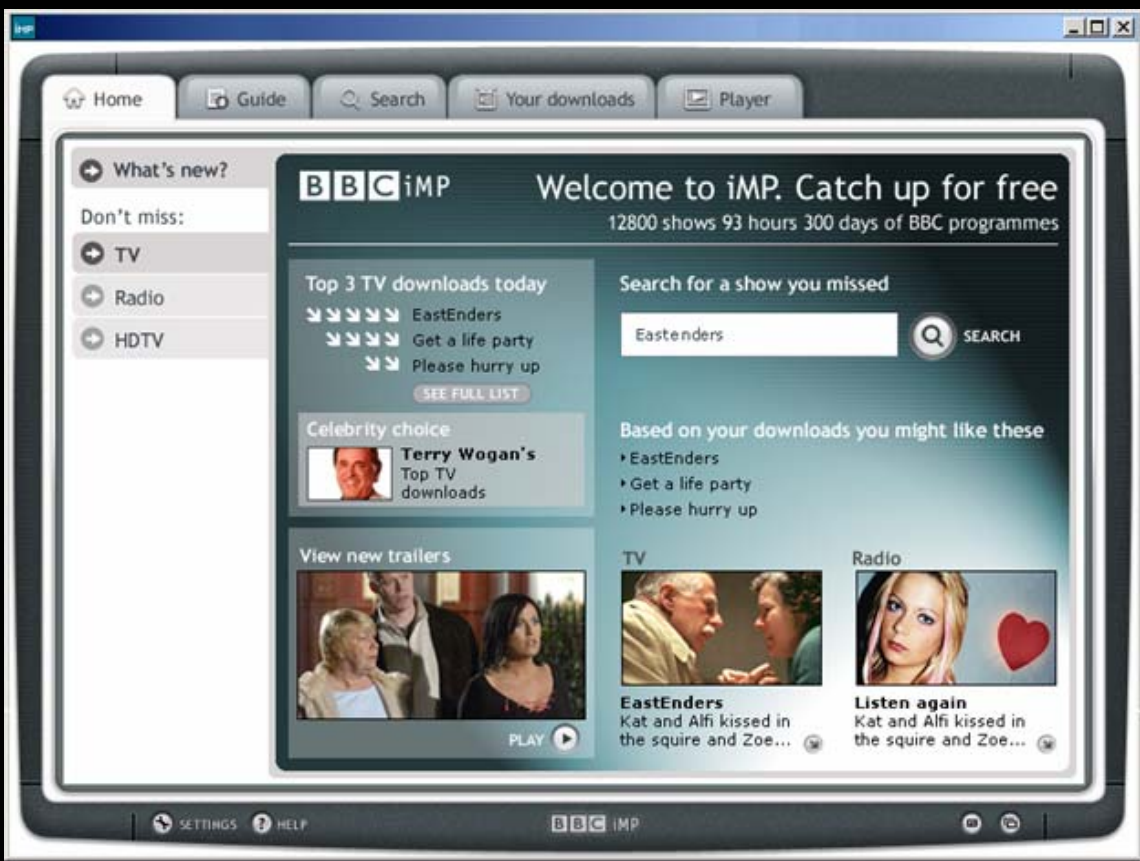 iMP
Home
Guide
Search
Your downloads
Player
What's new?
Don't miss:
TV
Radio
HDTV
BBC iMP
Welcome to iMP. Catch up for free
12800 shows 93 hours 300 days of BBC programmes
Top 3 TV downloads today
EastEnders
Get a life party
Please hurry up
SEE FULL LIST
Celebrity choice
Terry Wogan's
Top TV
downloads
View new trailers
PLAY
Search for a show you missed
Eastenders
SEARCH
Based on your downloads you might like these
EastEnders
Get a life party
Please hurry up
TV
EastEnders
Kat and Alfi kissed in
the squire and Zoe...
Radio
Listen again
Kat and Alfi kissed in
the squire and Zoe...
SETTINGS
HELP
BBC iMP